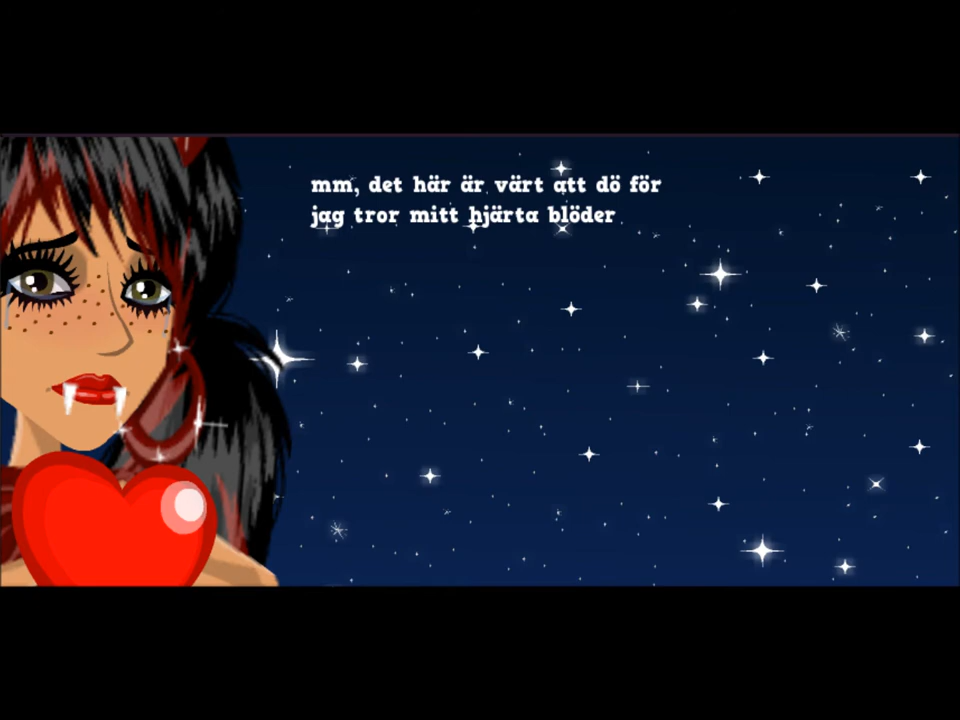 mm, det här är värt att dö för
jag tror mitt hjärta blöder